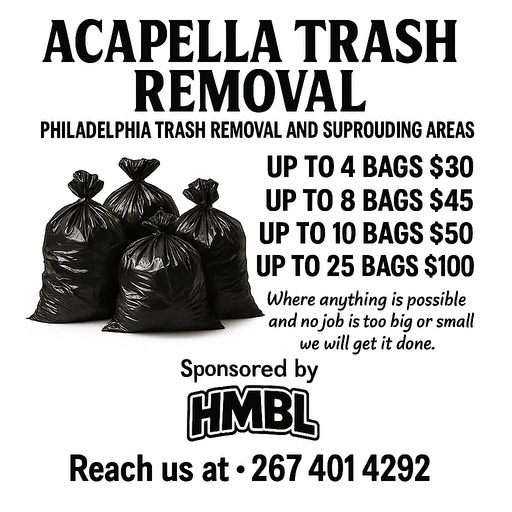 ACAPELLA TRASH
REMOVAL
PHILADELPHIA TRASH REMOVAL AND SUPROUDING AREAS
UP TO 4 BAGS $30
UP TO 8 BAGS $45
UP TO 10 BAGS $50
UP TO 25 BAGS $100
Where anything is possible
and no job is too big or small
we will get it done.
Sponsored by
HMBL
Reach us at • 267 401 4292